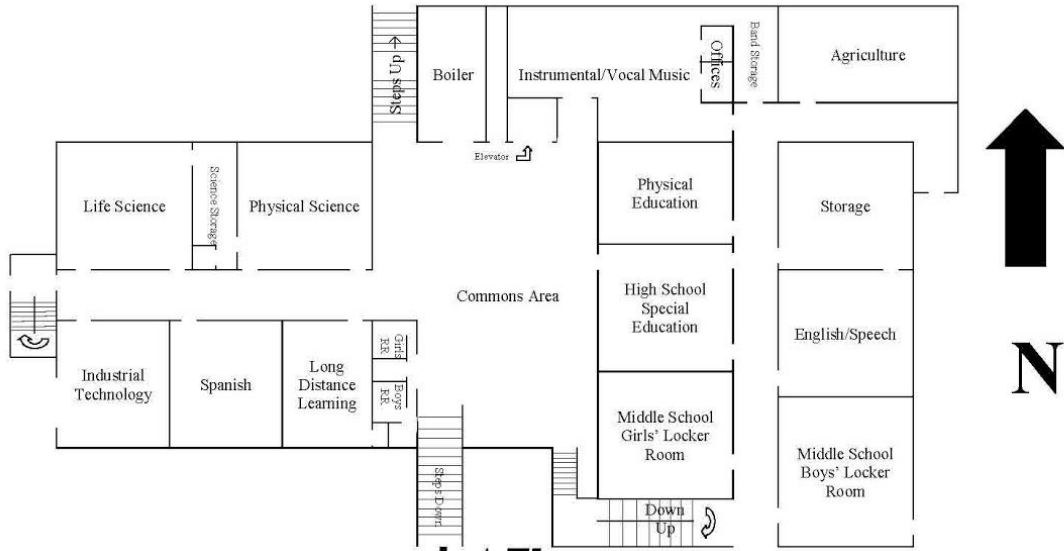 Steps Up
Boiler
Instrumental/Vocal Music
Offices
Band Storage
Agriculture
Elevator
Life Science
Science Storage
Physical Science
Physical
Education
Storage
Commons Area
High School
Special
Education
English/Speech
N
Industrial
Technology
Spanish
Long
Distance
Learning
Girls
RR
Boys
RR
Middle School
Girls' Locker
Room
Middle School
Boys' Locker
Room
Steps Down
Down
Up